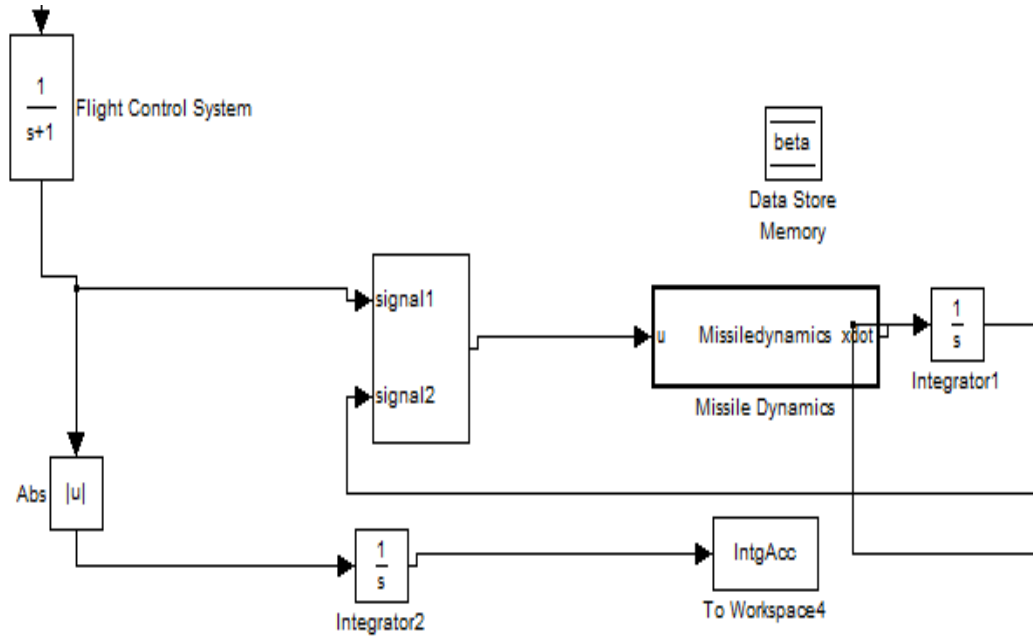 1
s+1
Flight Control System
beta
Data Store
Memory
signal1
signal2
u
Missiledynamics
xdot
Missile Dynamics
1
s
Integrator1
Abs
|u|
1
s
Integrator2
IntgAcc
To Workspace4